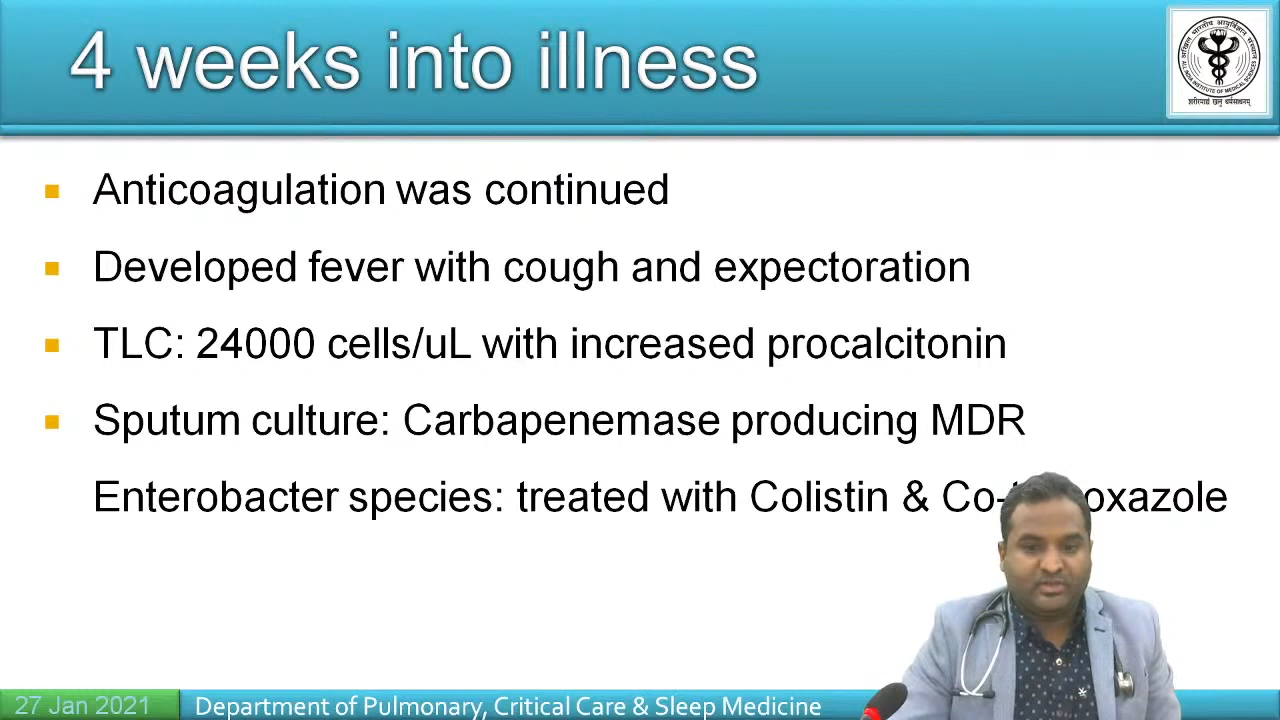 4 weeks into illness
Anticoagulation was continued
Developed fever with cough and expectoration
TLC: 24000 cells/uL with increased procalcitonin
Sputum culture: Carbapenemase producing MDR
Enterobacter species: treated with Colistin &
27 Jan 2021
Department of Pulmonary, Critical Care & Sleep Medicine